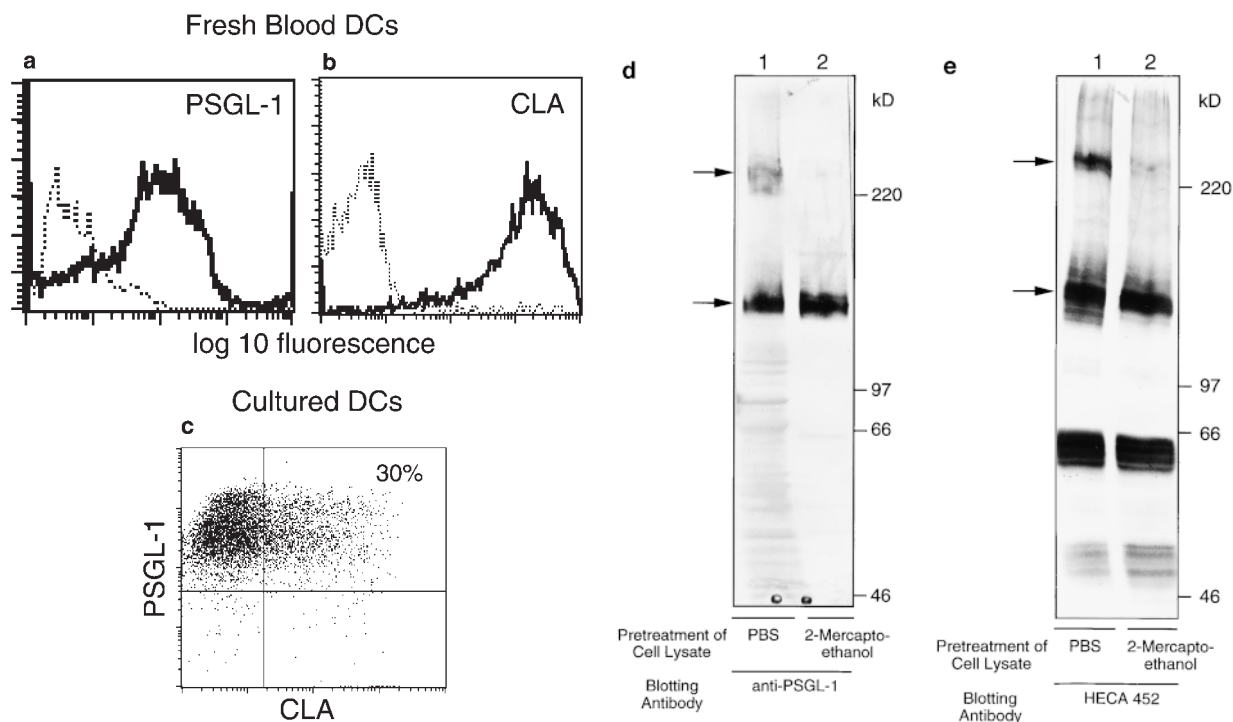 Fresh Blood DCs
a
b
PSGL-1
CLA
log 10 fluorescence
Cultured DCs
c
30%
PSGL-1
CLA
d
1 2
kD
220
97
66
46
Pretreatment of
Cell Lysate
PBS
2-Mercapto-
ethanol
Blotting
Antibody
anti-PSGL-1
e
1 2
kD
220
97
66
46
Pretreatment of
Cell Lysate
PBS
2-Mercapto-
ethanol
Blotting
Antibody
HECA 452